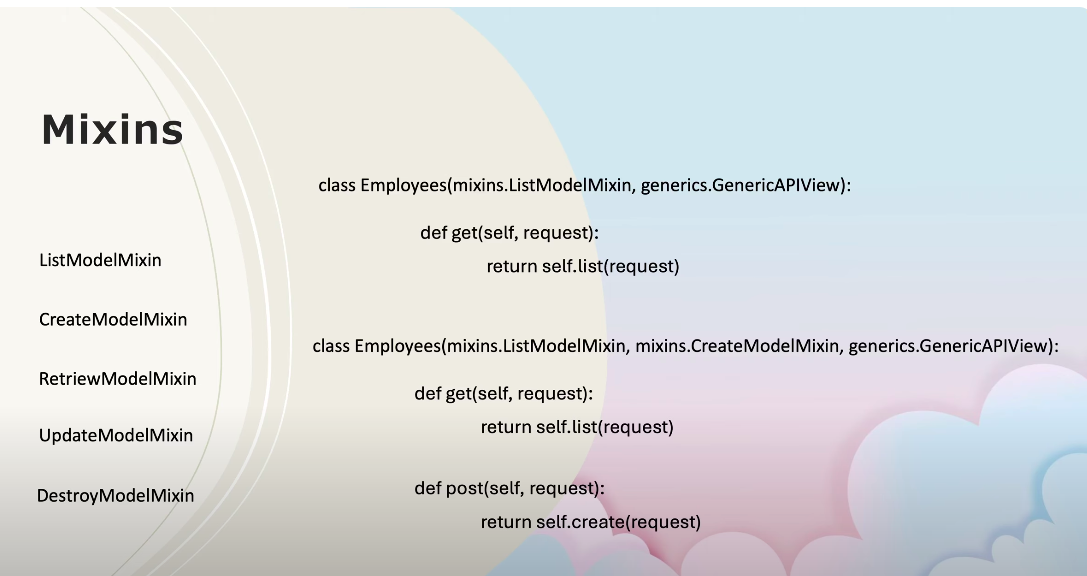 Mixins
ListModelMixin
CreateModelMixin
RetriewModelMixin
UpdateModelMixin
DestroyModelMixin
class Employees(mixins.ListModelMixin, generics.GenericAPIView):
def get(self, request):
return self.list(request)
class Employees(mixins.ListModelMixin, mixins.CreateModelMixin, generics.GenericAPIView):
def get(self, request):
return self.list(request)
def post(self, request):
return self.create(request)